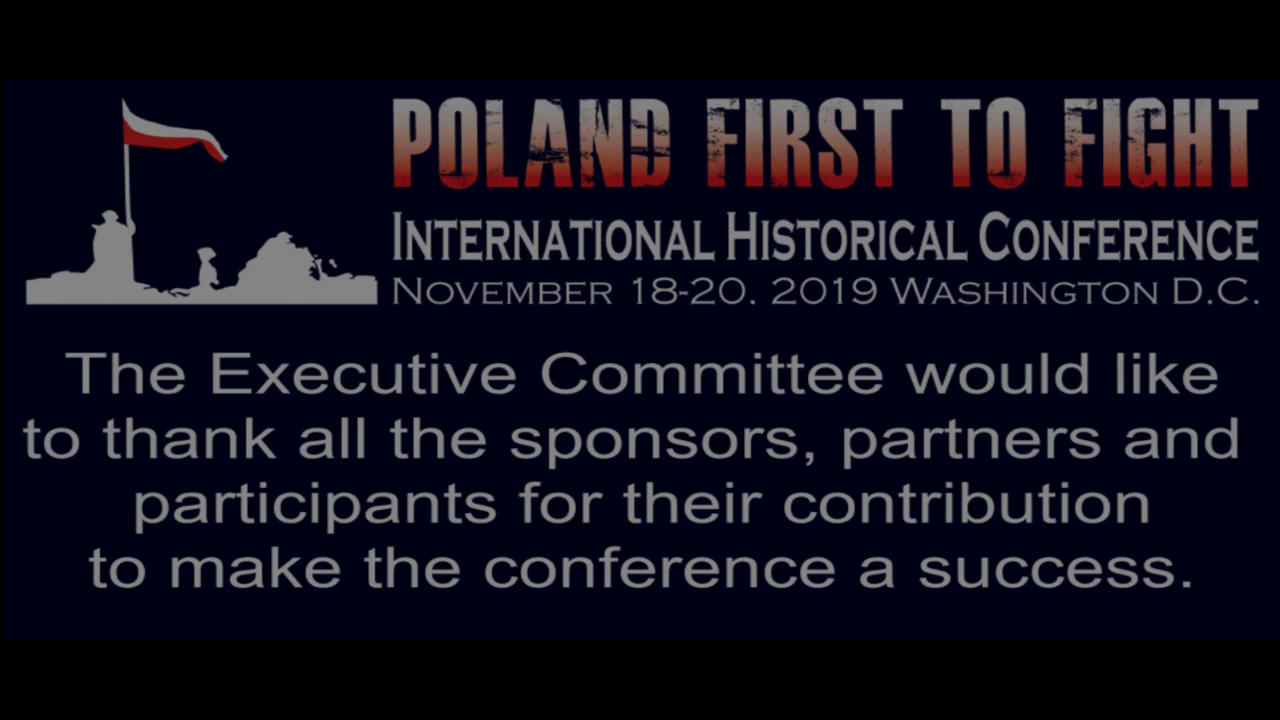 POLAND FIRST TO FIGHT
INTERNATIONAL HISTORICAL CONFERENCE
NOVEMBER 18-20. 2019 WASHINGTON D.C.
The Executive Committee would like
to thank all the sponsors, partners and
participants for their contribution
to make the conference a success.